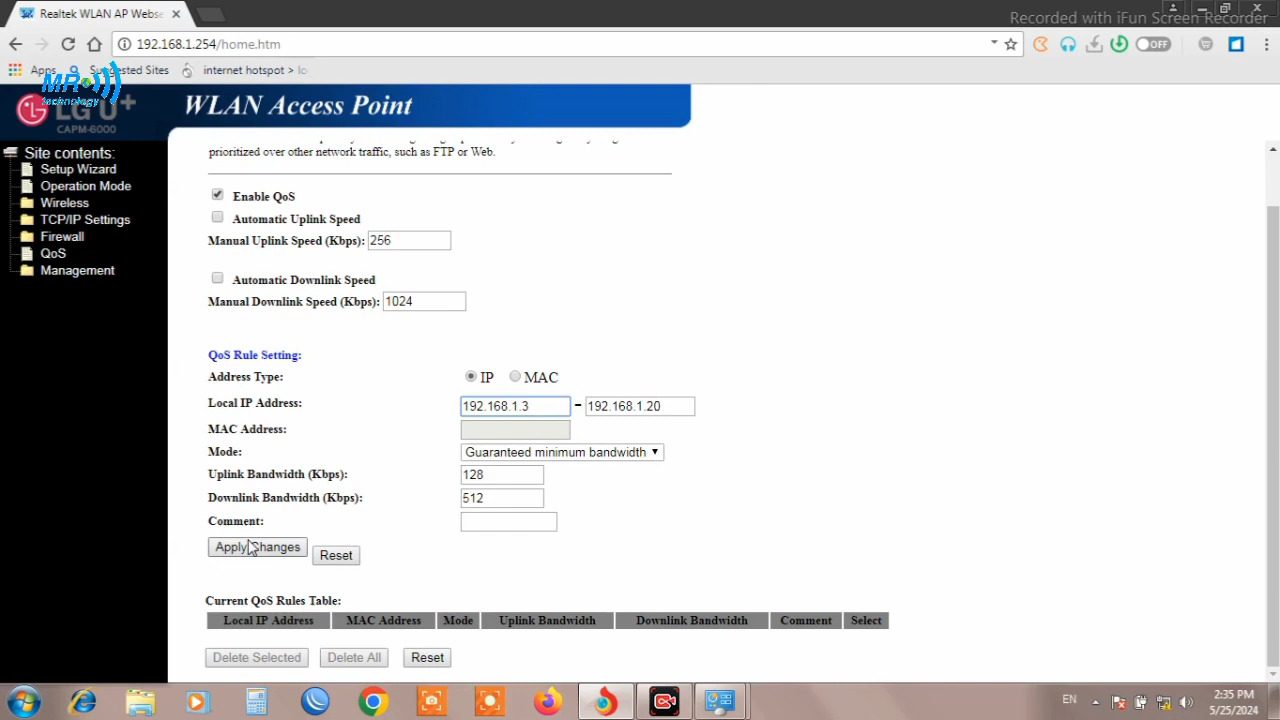 Realtek WLAN AP Webse
Recorded with iFun Screen Recorder
192.168.1.254/home.htm
OFF
Apps
Suggested Sites
internet hotspot > lo
MR
technology
LG U+
CAPM-6000
WLAN Access Point
Site contents:
Setup Wizard
Operation Mode
Wireless
TCP/IP Settings
Firewall
QoS
Management
prioritized over other network traffic, such as FTP or Web.
Enable QoS
Automatic Uplink Speed
Manual Uplink Speed (Kbps): 256
Automatic Downlink Speed
Manual Downlink Speed (Kbps): 1024
QoS Rule Setting:
Address Type: IP MAC
Local IP Address: 192.168.1.3 - 192.168.1.20
MAC Address:
Mode: Guaranteed minimum bandwidth
Uplink Bandwidth (Kbps): 128
Downlink Bandwidth (Kbps): 512
Comment:
Apply Changes Reset
Current QoS Rules Table:
Local IP Address MAC Address Mode Uplink Bandwidth Downlink Bandwidth Comment Select
Delete Selected Delete All Reset
EN
2:35 PM
5/25/2024